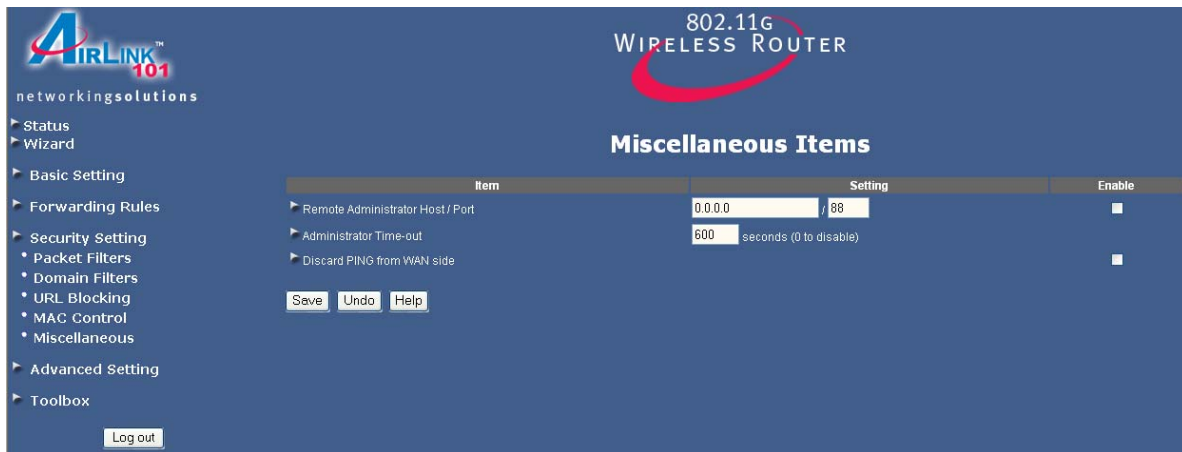 AIRLINK™
101
networkingsolutions
802.11G
WIRELESS ROUTER
Status
Wizard
Basic Setting
Forwarding Rules
Security Setting
Packet Filters
Domain Filters
URL Blocking
MAC Control
Miscellaneous
Advanced Setting
Toolbox
Log out
Miscellaneous Items
Item Setting Enable
Remote Administrator Host / Port 0.0.0.0 / 88
Administrator Time-out 600 seconds (0 to disable)
Discard PING from WAN side
Save Undo Help